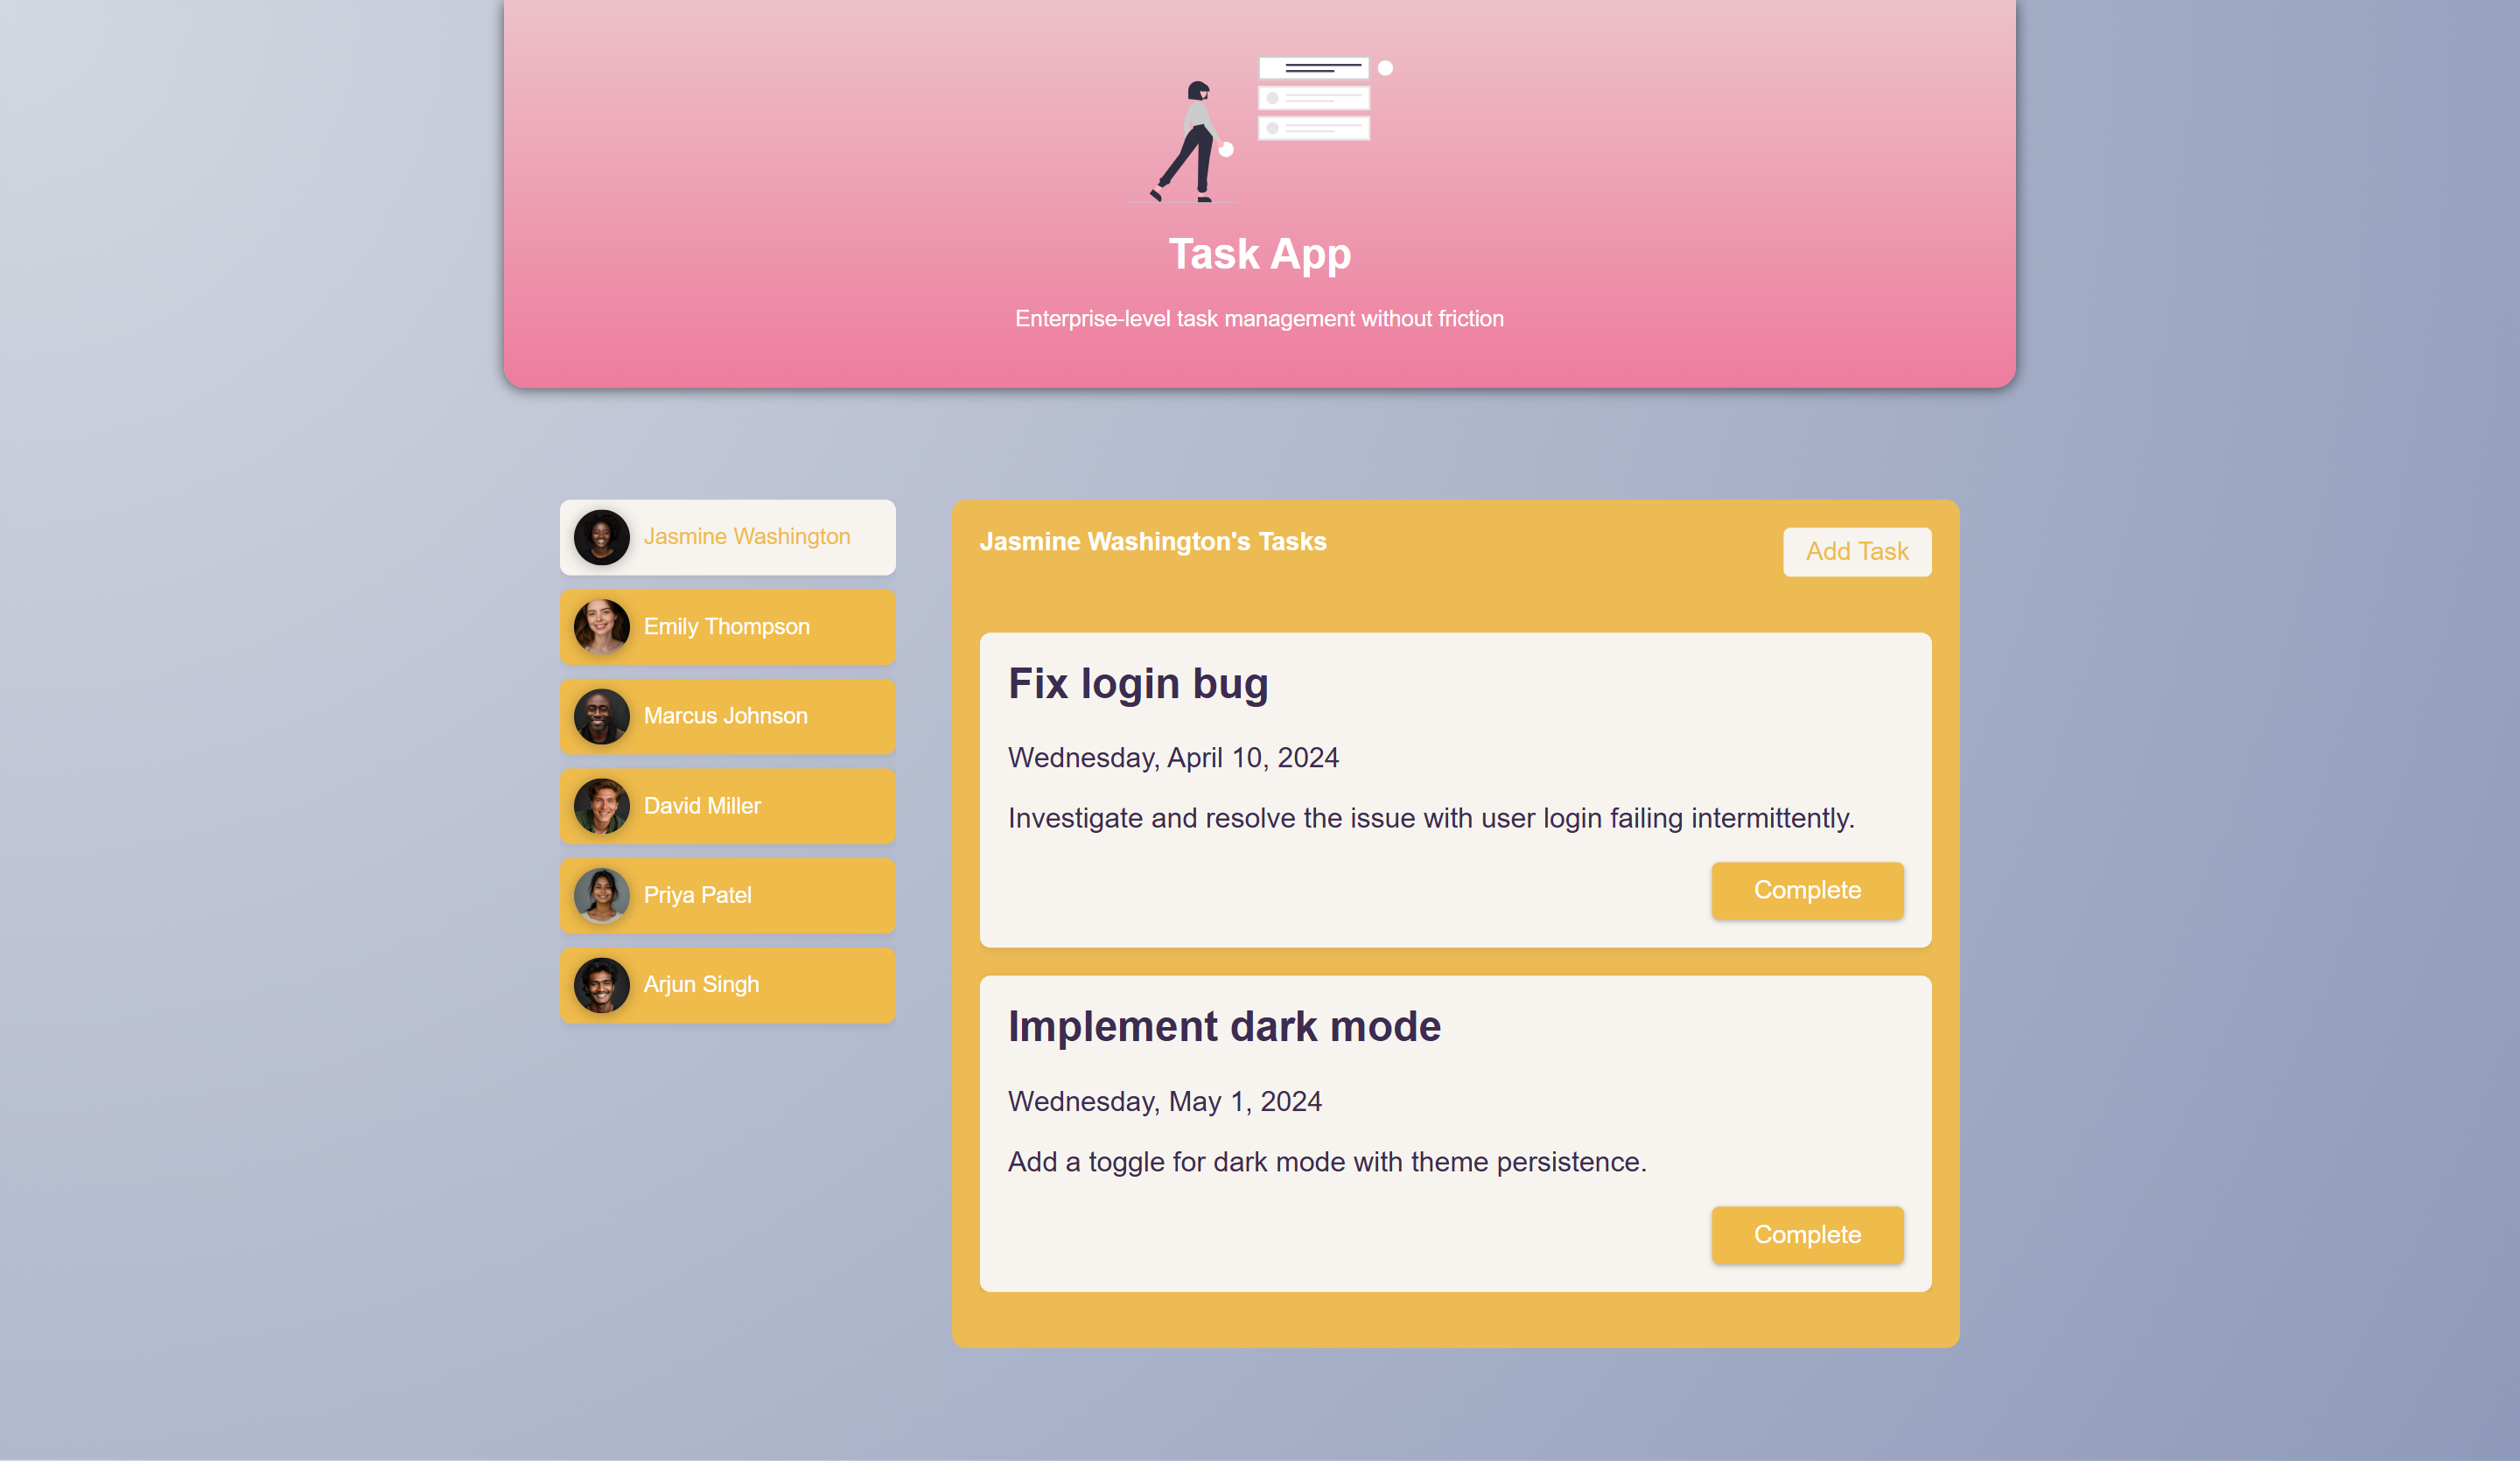 Task App
Enterprise-level task management without friction
Jasmine Washington
Emily Thompson
Marcus Johnson
David Miller
Priya Patel
Arjun Singh
Jasmine Washington's Tasks
Add Task
Fix login bug
Wednesday, April 10, 2024
Investigate and resolve the issue with user login failing intermittently.
Complete
Implement dark mode
Wednesday, May 1, 2024
Add a toggle for dark mode with theme persistence.
Complete